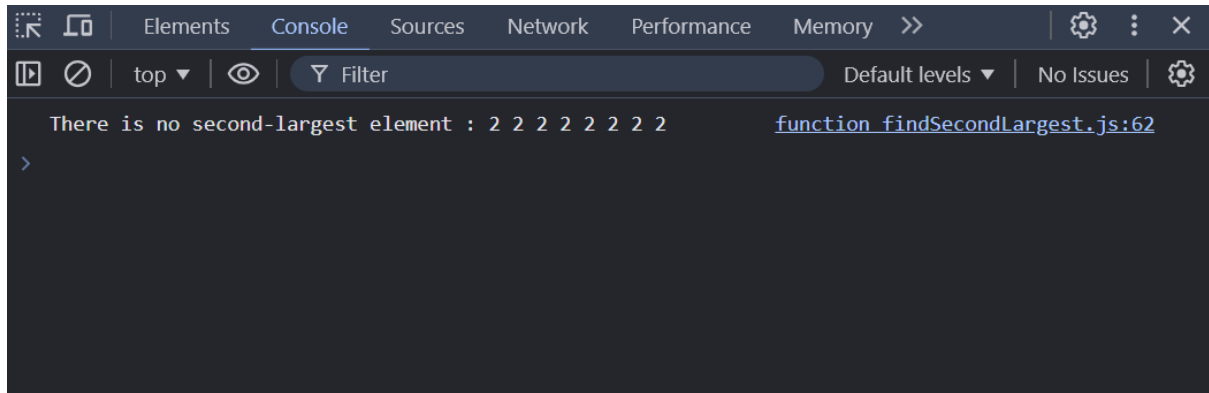 Elements Console Sources Network Performance Memory
top Filter Default levels No Issues
There is no second-largest element : 2 2 2 2 2 2 2 2 function findSecondLargest.js:62